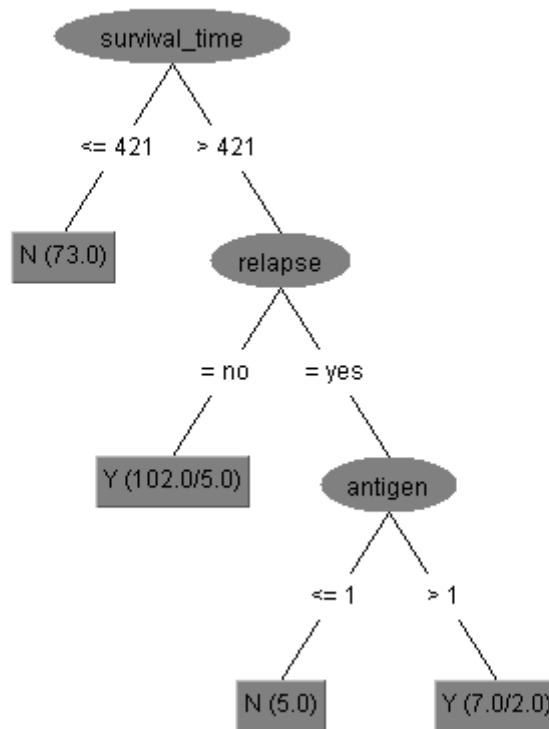 survival_time
<= 421
> 421
N (73.0)
relapse
= no
= yes
Y (102.0/5.0)
antigen
<= 1
> 1
N (5.0)
Y (7.0/2.0)